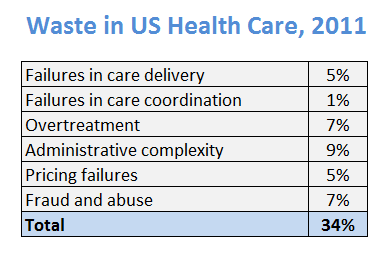 Waste in US Health Care, 2011
Failures in care delivery 5%
Failures in care coordination 1%
Overtreatment 7%
Administrative complexity 9%
Pricing failures 5%
Fraud and abuse 7%
Total 34%